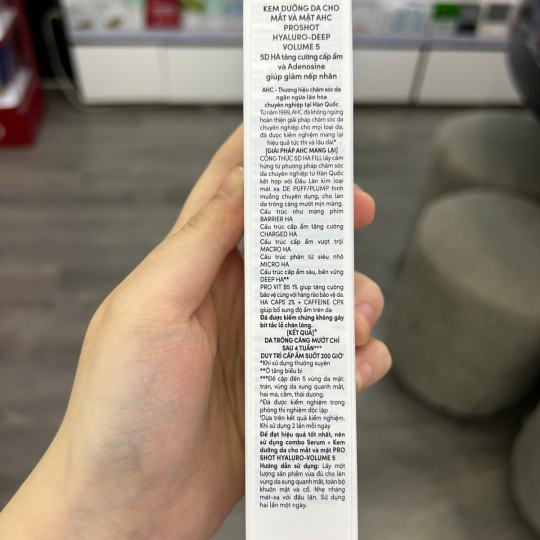 KEM DƯỠNG DA CHO
MẮT VÀ MẶT AHC
PROSHOT
HYALURO-DEEP
VOLUME 5
5D HA tăng cường cấp ẩm
và Adenosine
giúp giảm nếp nhăn
AHC - Thương hiệu chăm sóc da
ngăn ngừa lão hóa
chuyên nghiệp tại Hàn Quốc
Từ năm 1999, AHC đã không ngừng
hoàn thiện giải pháp chăm sóc da
chuyên nghiệp cho mọi loại da,
đã được kiểm nghiệm mang lại
hiệu quả tức thì và lâu dài*
[GIẢI PHÁP AHC MANG LẠI]
CÔNG THỨC 5D HA FILL lấy cảm
hứng từ phương pháp chăm sóc
da chuyên nghiệp từ Hàn Quốc
kết hợp với Đầu Lăn kim loại
mát xa DE PUFF/PLUMP hình
muỗng chuyên dụng, cho làn
da trông căng mướt mịn màng.
Cấu trúc như màng phim
BARRIER HA
Cấu trúc cấp ẩm tăng cường
CHARGED HA
Cấu trúc cấp ẩm vượt trội
MACRO HA
Cấu trúc phân tử siêu nhỏ
MICRO HA
Cấu trúc cấp ẩm sâu, bền vững
DEEP HA**
PRO VIT B5 1% giúp tăng cường
bảo vệ cùng với hàng rào bảo vệ da.
HA CAPS 2% + CAFFEINE CPX
giúp bổ sung độ ẩm trên da
Đã được kiểm chứng không gây
bít tắc lỗ chân lông.
[KẾT QUẢ]^
DA TRÔNG CĂNG MƯỚT CHỈ
SAU 4 TUẦN***
DUY TRÌ CẤP ẨM SUỐT 200 GIỜ'
*Khi sử dụng thường xuyên
**Ở tầng biểu bì
***Đề cập đến 5 vùng da mặt:
trán, vùng da xung quanh mắt,
hai má, cằm, thái dương.
^Đã được kiểm nghiệm trong
phòng thí nghiệm độc lập
'Dựa trên kết quả kiểm nghiệm.
Khi sử dụng 2 lần mỗi ngày
Để đạt hiệu quả tốt nhất, nên
sử dụng combo Serum + Kem
dưỡng da cho mắt và mặt PRO
SHOT HYALURO-VOLUME 5
Hướng dẫn sử dụng: Lấy một
lượng sản phẩm vừa đủ cho lên
vùng da xung quanh mắt, toàn bộ
khuôn mặt và cổ. Nhẹ nhàng
mát-xa với đầu lăn. Sử dụng
hai lần một ngày.